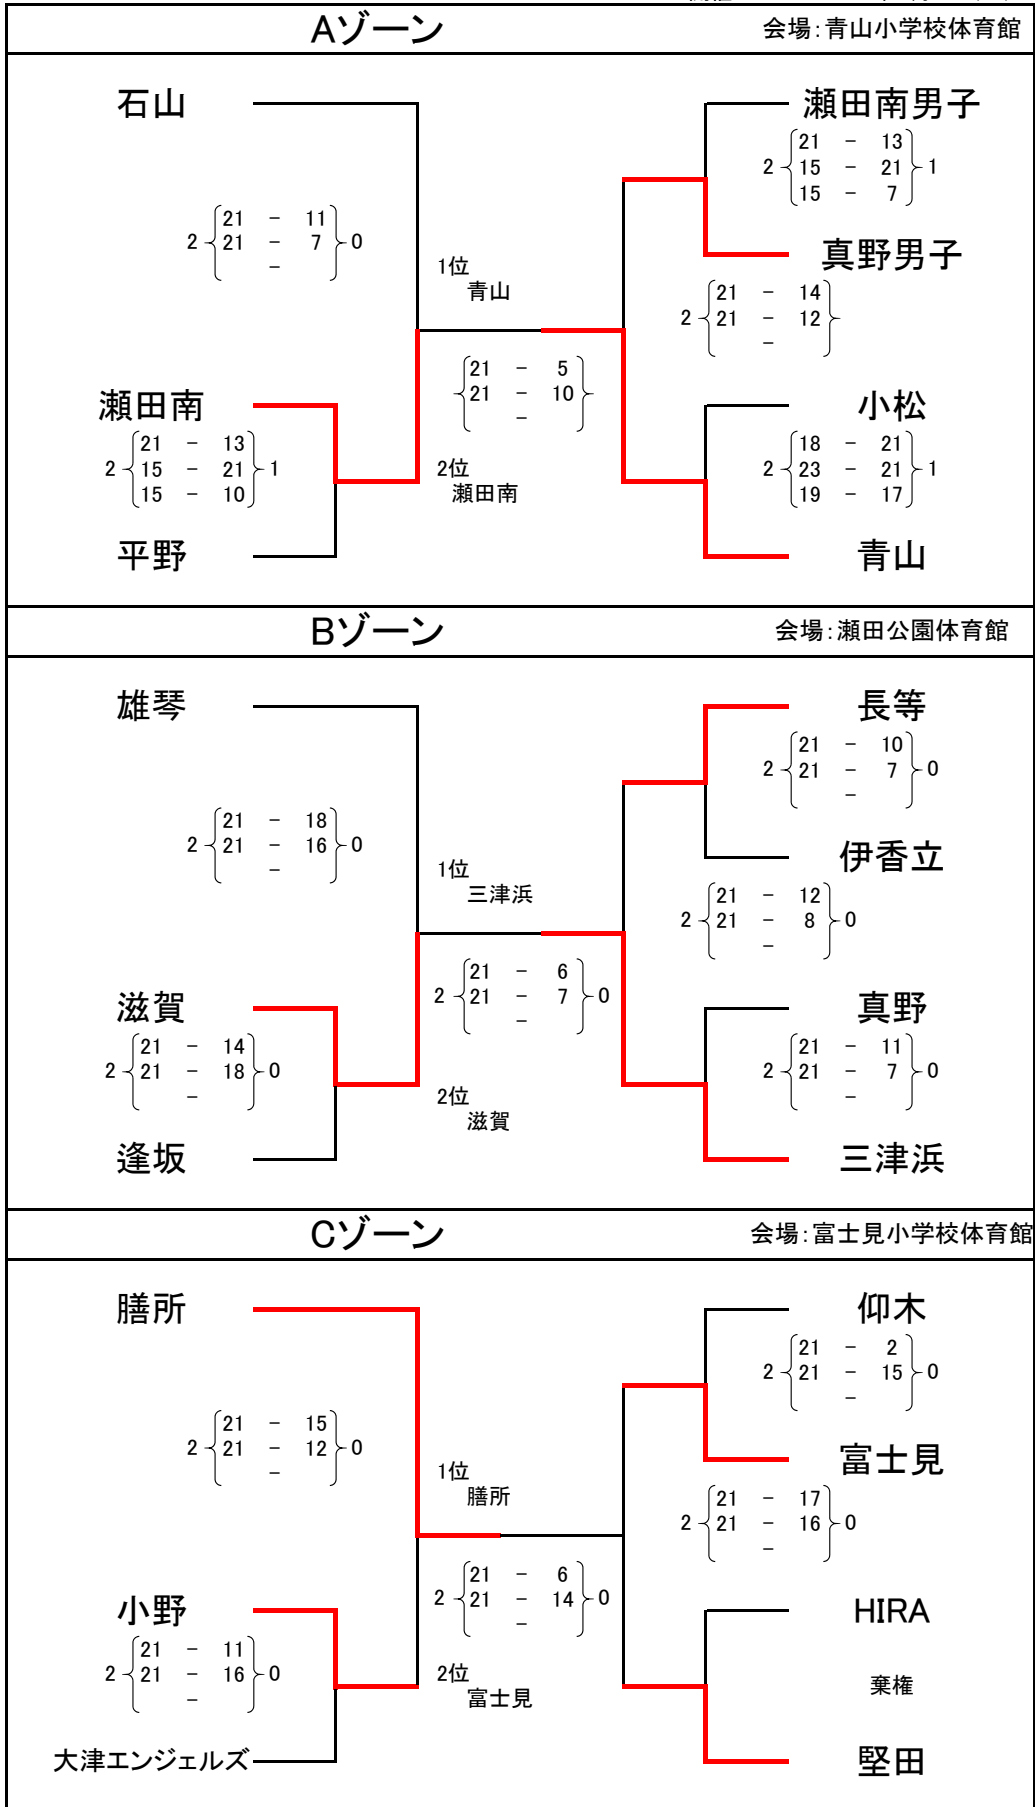 Aゾーン 会場：青山小学校体育館
石山 瀬田南男子
21 － 13
2 15 － 21 1
15 － 7
21 － 11
2 21 － 7 0
－
真野男子
1位
青山
21 － 14
2 21 － 12
－
21 － 5
21 － 10
－
瀬田南 小松
21 － 13
2 15 － 21 1
15 － 10
2位
瀬田南
18 － 21
2 23 － 21 1
19 － 17
平野 青山
Bゾーン 会場：瀬田公園体育館
雄琴 長等
21 － 10
2 21 － 7 0
－
21 － 18
2 21 － 16 0
－
伊香立
1位
三津浜
21 － 12
2 21 － 8 0
－
21 － 6
2 21 － 7 0
－
滋賀 真野
21 － 14
2 21 － 18 0
－
21 － 11
2 21 － 7 0
－
2位
滋賀
逢坂 三津浜
Cゾーン 会場：富士見小学校体育館
膳所 仰木
21 － 2
2 21 － 15 0
－
21 － 15
2 21 － 12 0
－
富士見
1位
膳所
21 － 17
2 21 － 16 0
－
21 － 6
2 21 － 14 0
－
小野 HIRA
21 － 11
2 21 － 16 0
－
2位
富士見
棄権
大津エンジェルズ 堅田